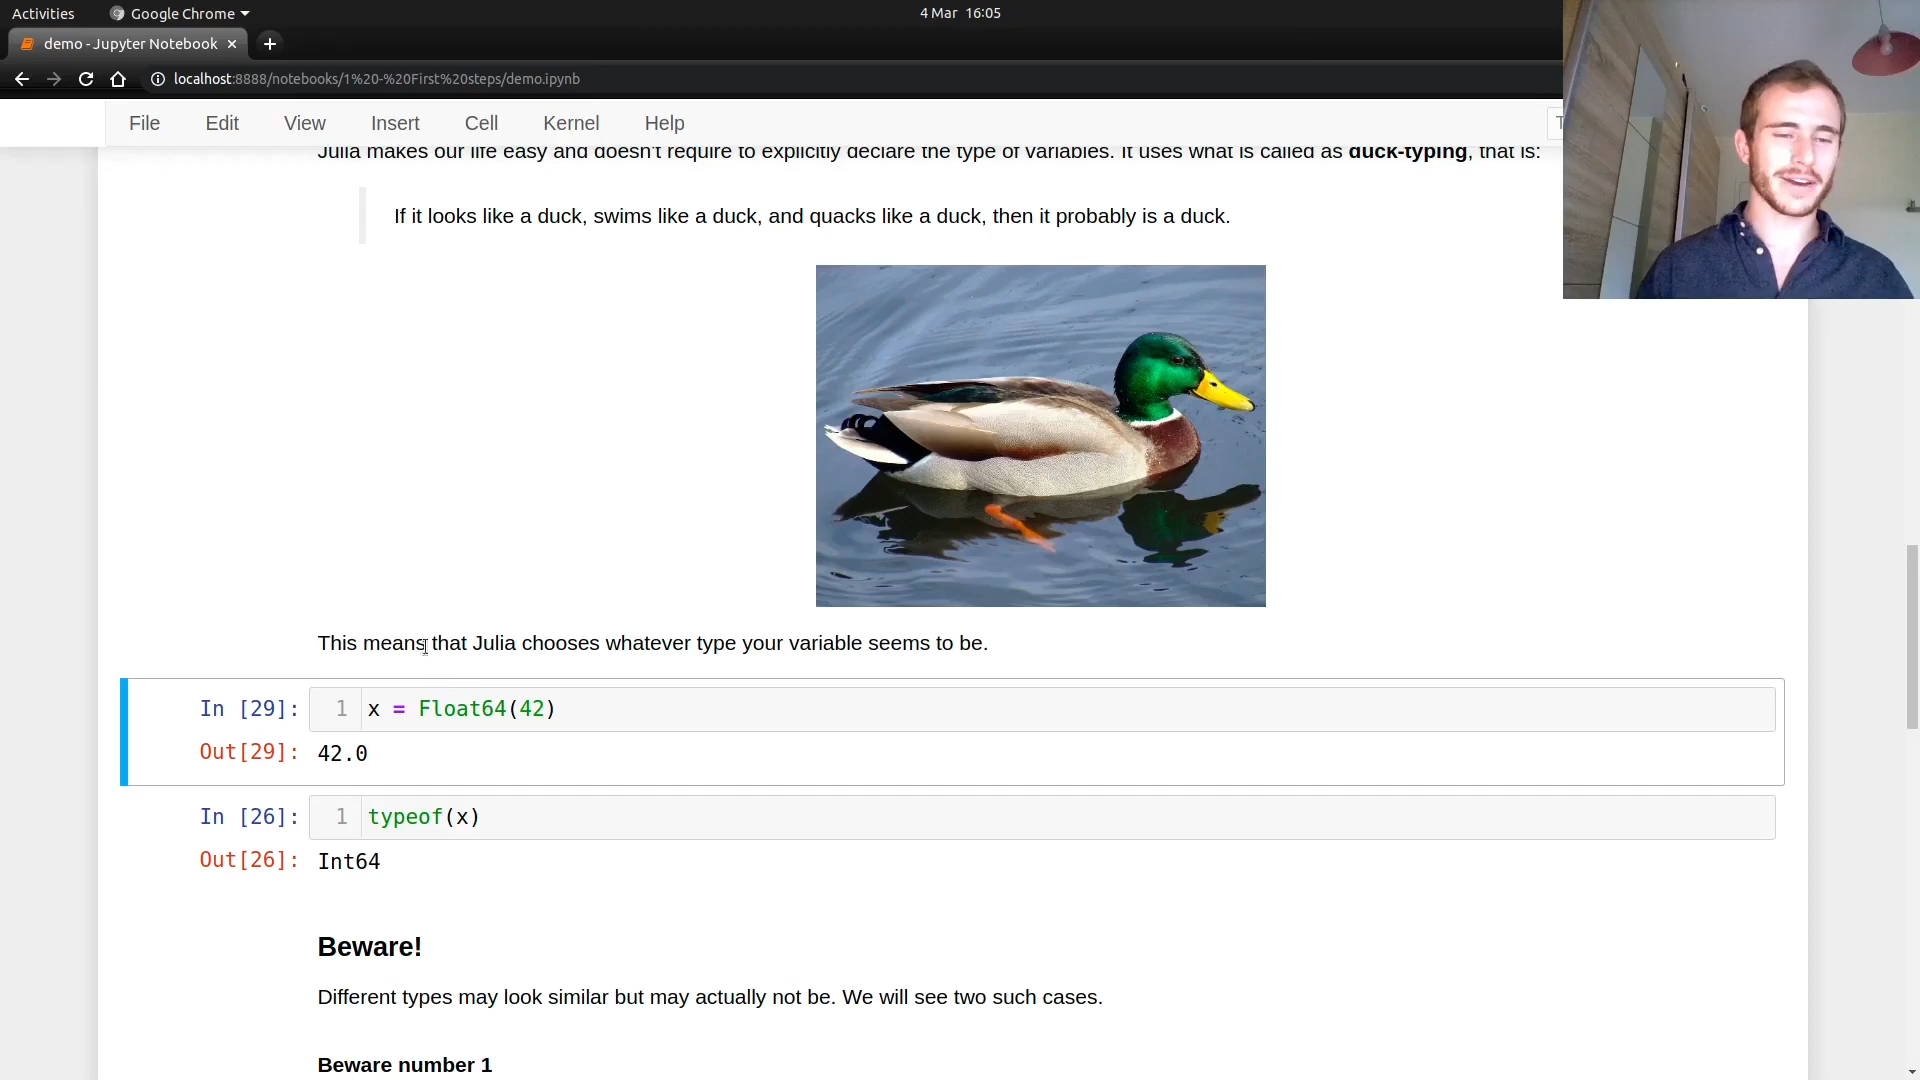 Activities
Google Chrome
4 Mar 16:05
demo - Jupyter Notebook
localhost:8888/notebooks/1%20-%20First%20steps/demo.ipynb
File Edit View Insert Cell Kernel Help T
Julia makes our life easy and doesn't require to explicitly declare the type of variables. It uses what is called as duck-typing, that is:
If it looks like a duck, swims like a duck, and quacks like a duck, then it probably is a duck.
This means that Julia chooses whatever type your variable seems to be.
In [29]: 1 x = Float64(42)
Out[29]: 42.0
In [26]: 1 typeof(x)
Out[26]: Int64
Beware!
Different types may look similar but may actually not be. We will see two such cases.
Beware number 1